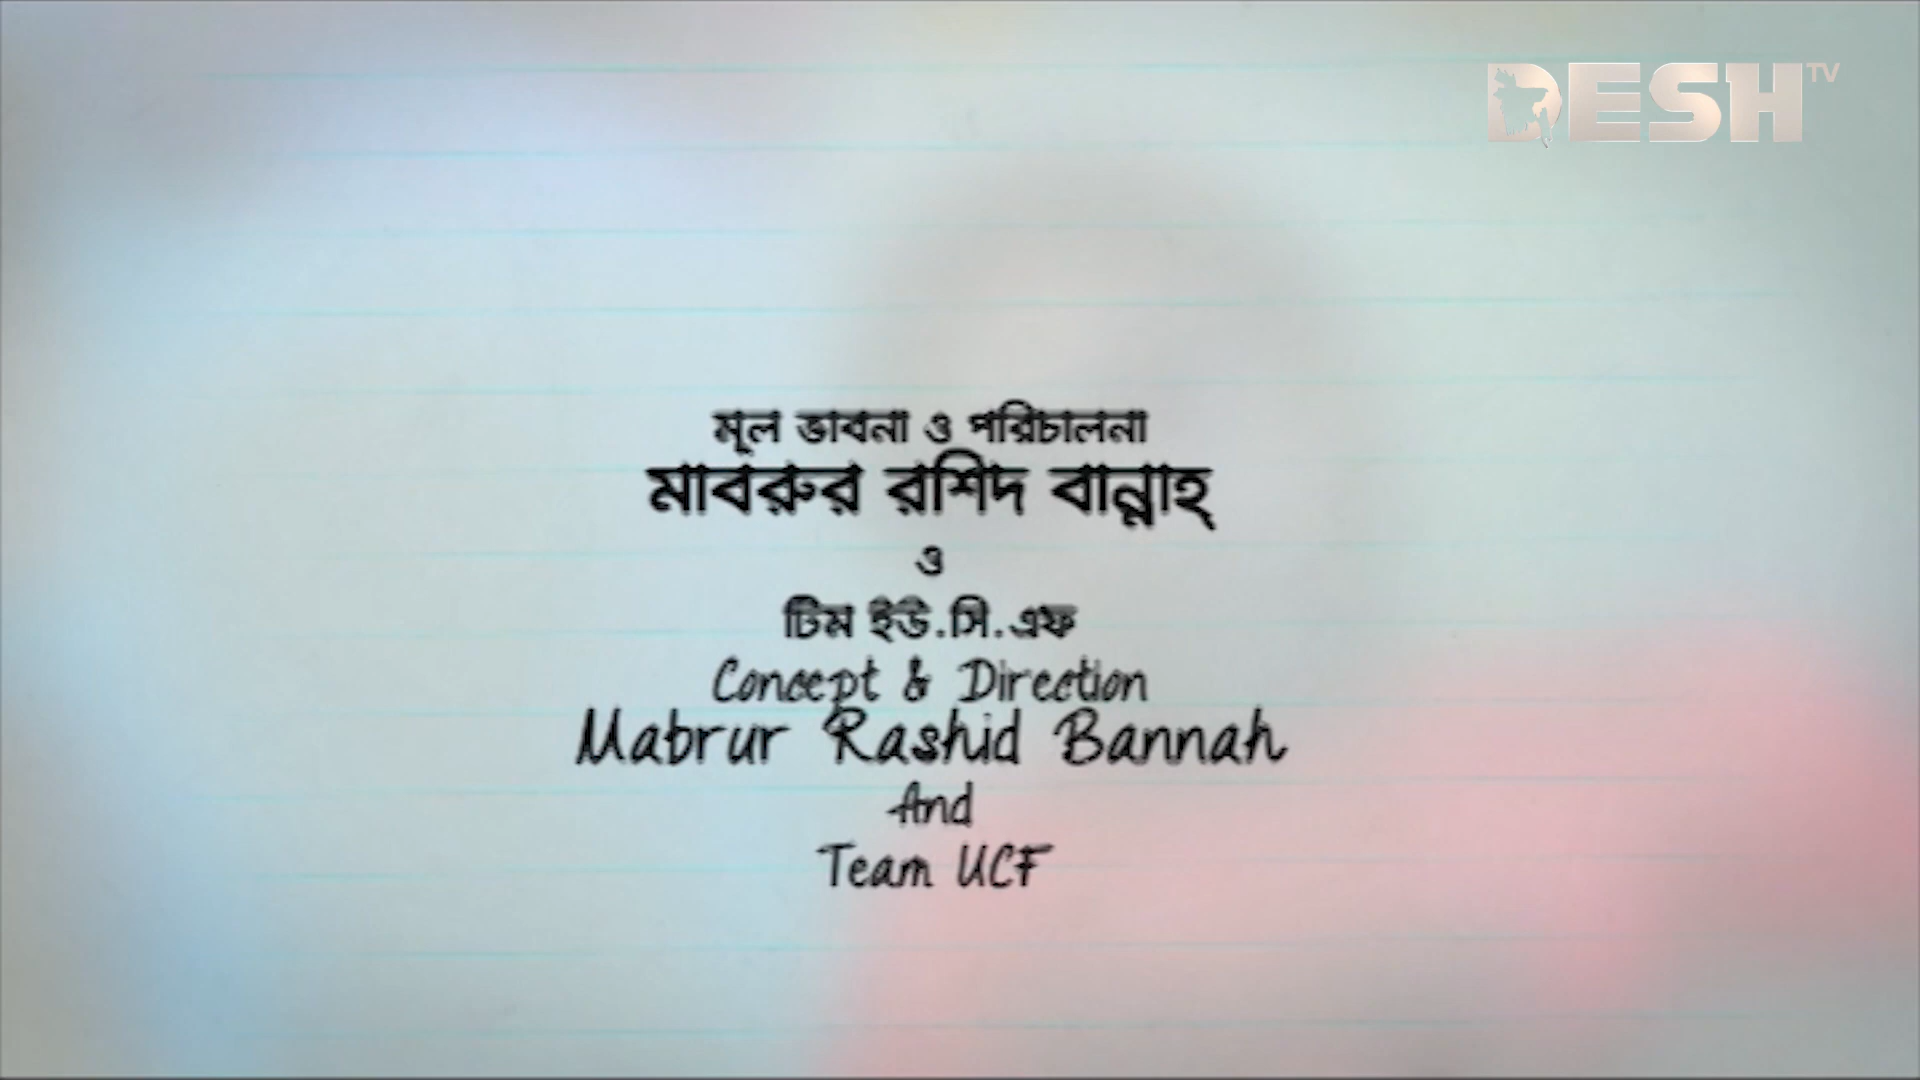 DESH TV
মূল ভাবনা ও পরিচালনা
মাবরুর রশিদ বান্নাহ্
ও
টিম ইউ.সি.এফ
Concept & Direction
Mabrur Rashid Bannah
And
Team UCF